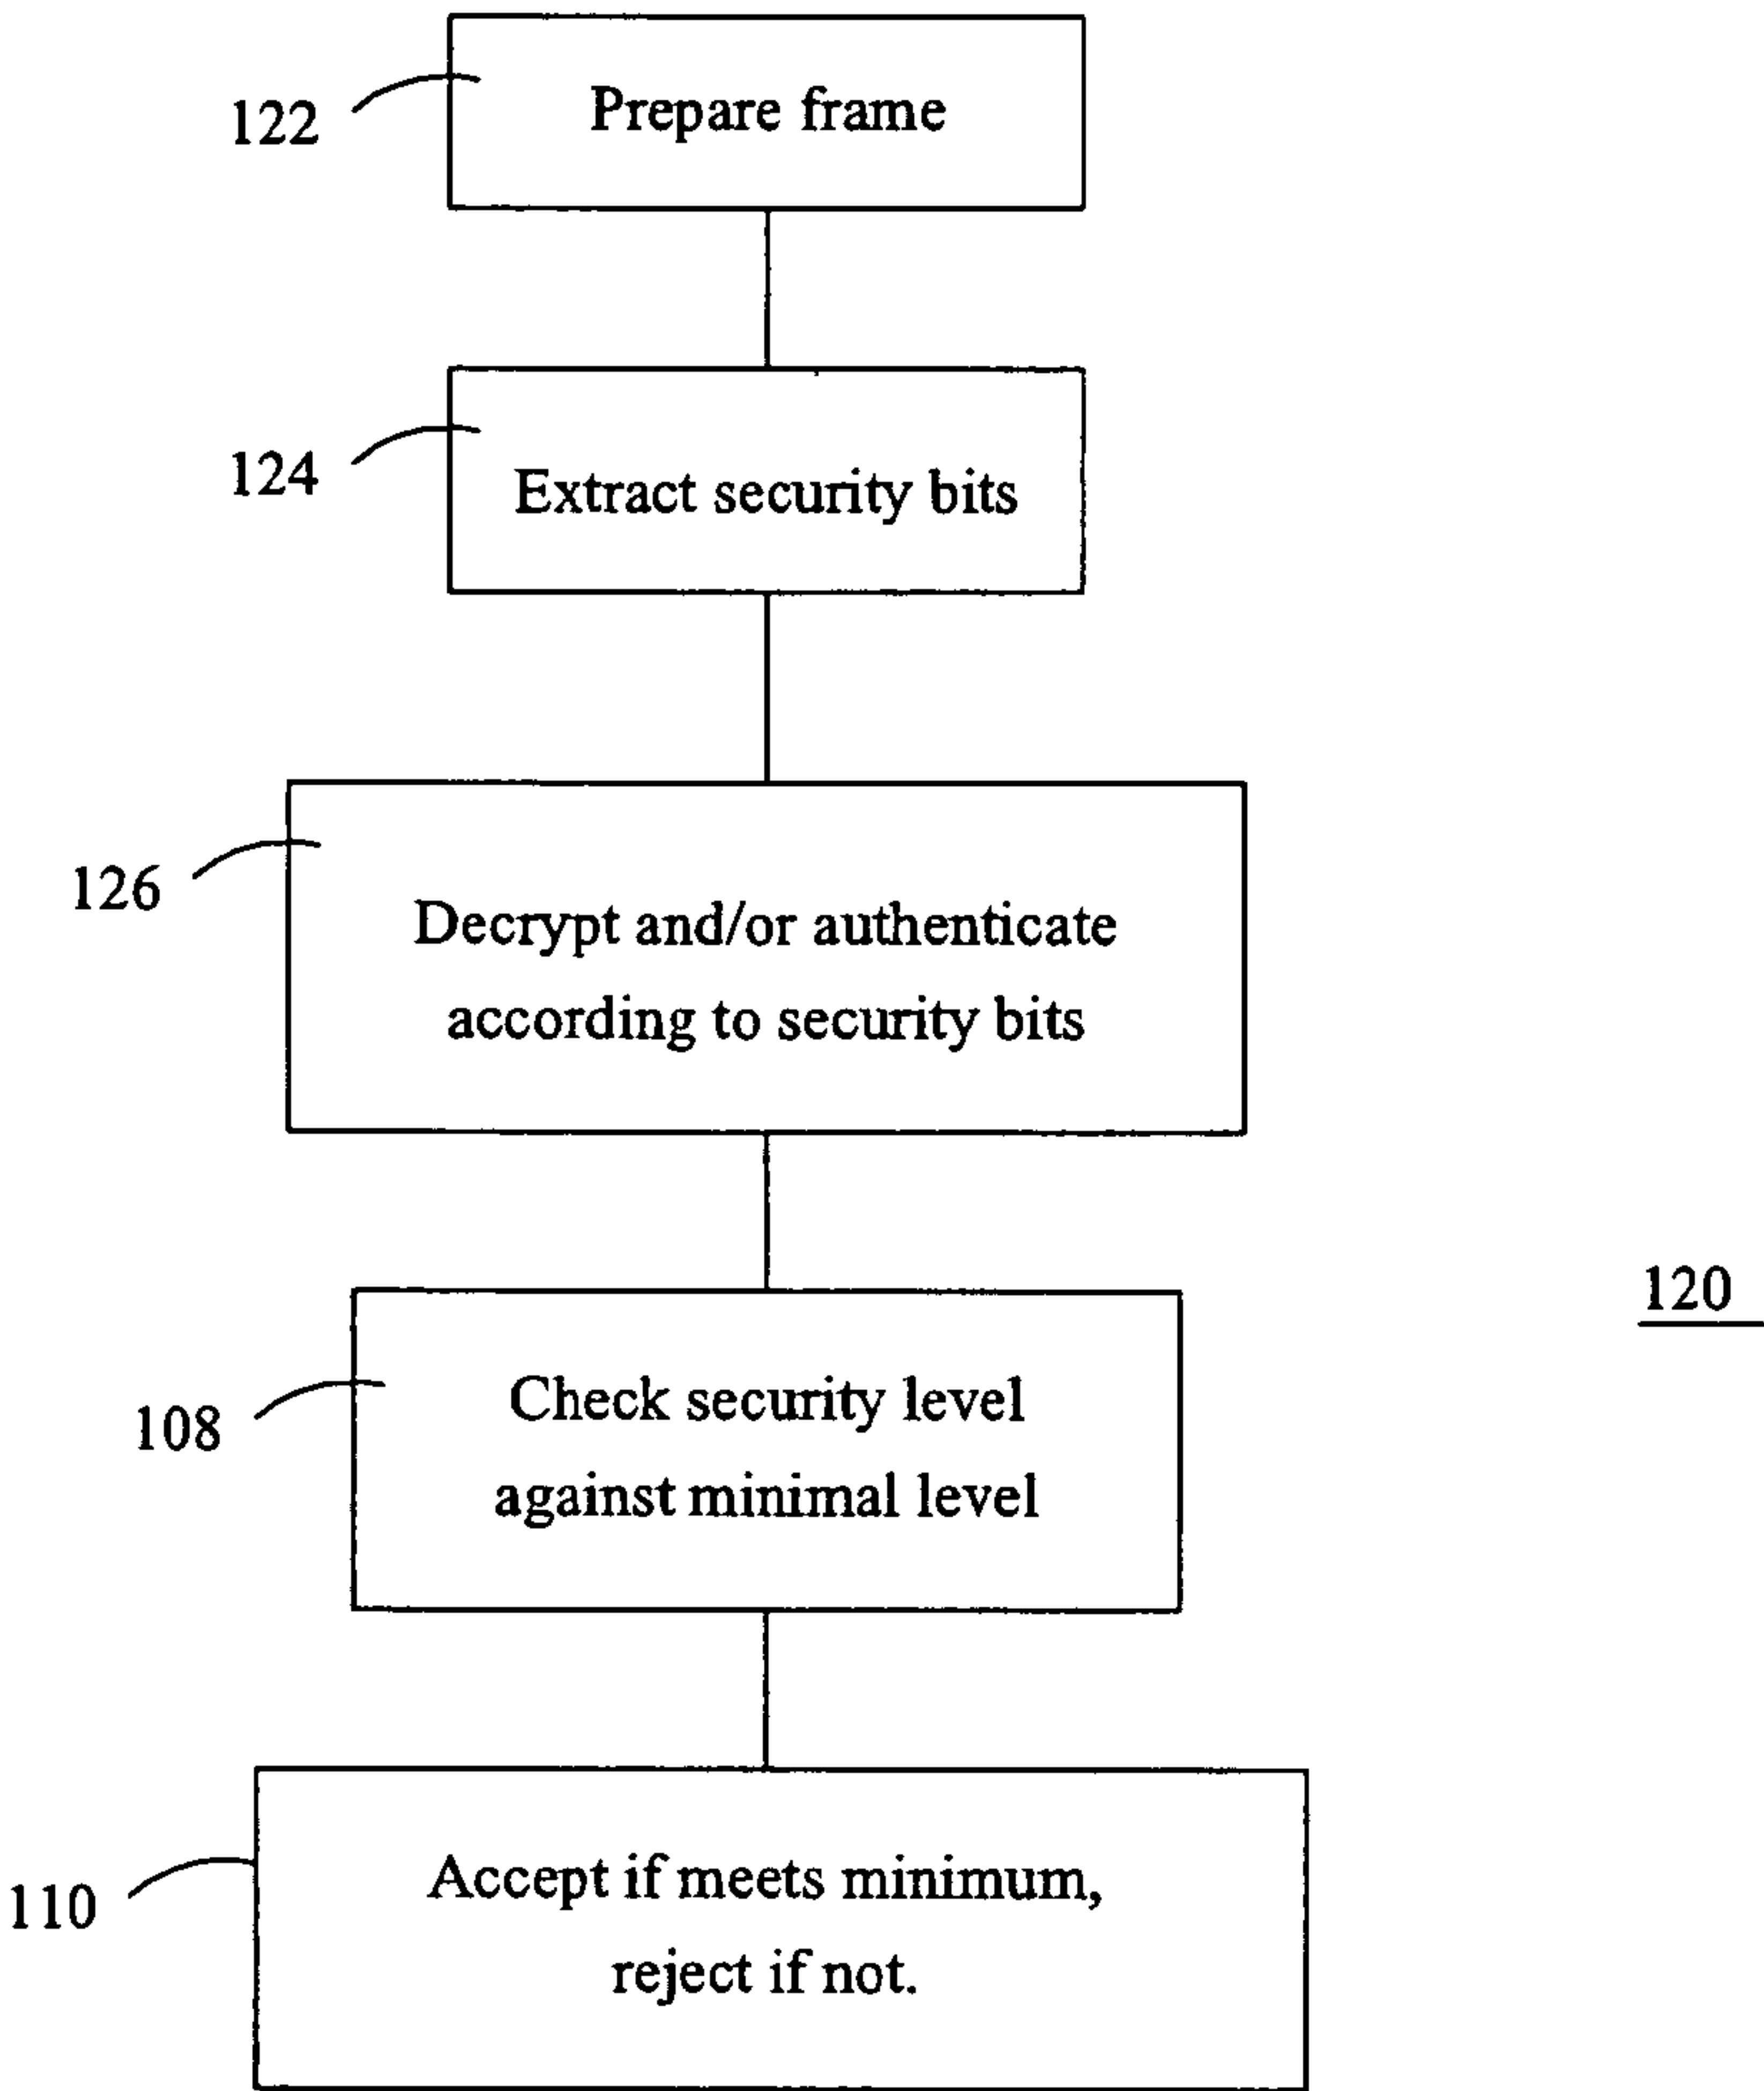 122
Prepare frame
124
Extract security bits
126
Decrypt and/or authenticate
according to security bits
120
108
Check security level
against minimal level
110
Accept if meets minimum,
reject if not.